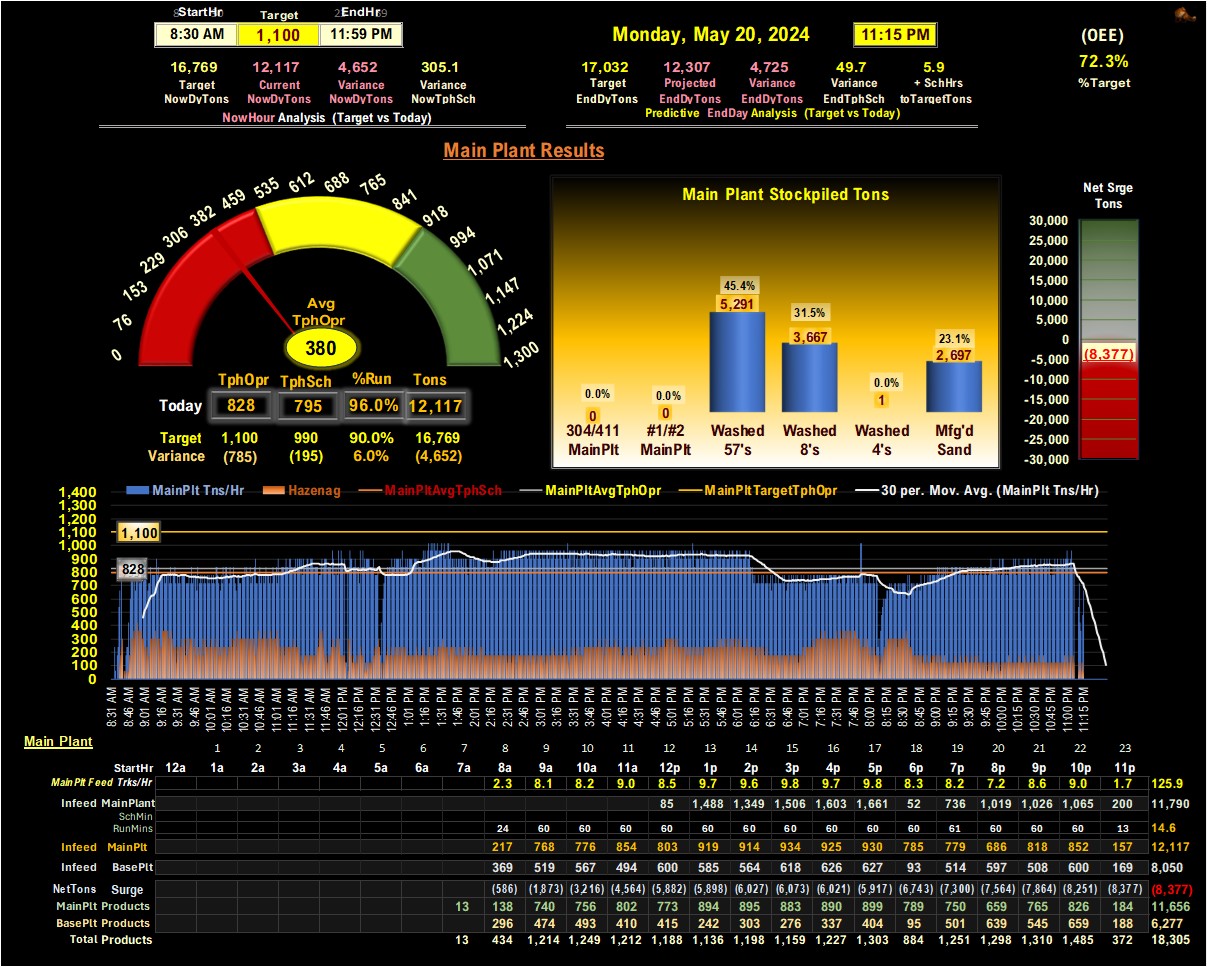 StartHr Target EndHr
8:30 AM 1,100 11:59 PM
Monday, May 20, 2024 11:15 PM
(OEE)
72.3%
%Target
16,769 12,117 4,652 305.1
Target Current Variance Variance
NowDyTons NowDyTons NowDyTons NowTphSch
NowHour Analysis (Target vs Today)
17,032 12,307 4,725 49.7 5.9
Target Projected Variance Variance + SchHrs
EndDyTons EndDyTons EndDyTons EndTphSch toTargetTons
Predictive EndDay Analysis (Target vs Today)
Main Plant Results
0 76 153 229 306 382 459 535 612 688 765 841 918 994 1,071 1,147 1,224 1,300
Avg
TphOpr
380
TphOpr TphSch %Run Tons
Today 828 795 96.0% 12,117
Target 1,100 990 90.0% 16,769
Variance (785) (195) 6.0% (4,652)
Main Plant Stockpiled Tons
45.4%
5,291
31.5%
3,667
23.1%
2,697
0.0% 0.0% 0.0%
0 0 1
304/411 #1/#2 Washed Washed Washed Mfg'd
MainPlt MainPlt 57's 8's 4's Sand
Net Srge
Tons
30,000
25,000
20,000
15,000
10,000
5,000
0
-5,000
(8,377)
-10,000
-15,000
-20,000
-25,000
-30,000
MainPlt Tns/Hr Hazenag MainPltAvgTphSch MainPltAvgTphOpr MainPltTargetTphOpr 30 per. Mov. Avg. (MainPlt Tns/Hr)
1,400
1,300
1,200
1,100
1,000
900
828
800
700
600
500
400
300
200
100
0
8:31 AM 8:46 AM 9:01 AM 9:16 AM 9:31 AM 9:46 AM 10:01 AM 10:16 AM 10:31 AM 10:46 AM 11:01 AM 11:16 AM 11:31 AM 11:46 AM 12:01 PM 12:16 PM 12:31 PM 12:46 PM 1:01 PM 1:16 PM 1:31 PM 1:46 PM 2:01 PM 2:16 PM 2:31 PM 2:46 PM 3:01 PM 3:16 PM 3:31 PM 3:46 PM 4:01 PM 4:16 PM 4:31 PM 4:46 PM 5:01 PM 5:16 PM 5:31 PM 5:46 PM 6:01 PM 6:16 PM 6:31 PM 6:46 PM 7:01 PM 7:16 PM 7:31 PM 7:46 PM 8:00 PM 8:15 PM 8:30 PM 8:45 PM 9:00 PM 9:15 PM 9:30 PM 9:45 PM 10:00 PM 10:15 PM 10:30 PM 10:45 PM 11:00 PM 11:15 PM
Main Plant
1 2 3 4 5 6 7 8 9 10 11 12 13 14 15 16 17 18 19 20 21 22 23
StartHr 12a 1a 2a 3a 4a 5a 6a 7a 8a 9a 10a 11a 12p 1p 2p 3p 4p 5p 6p 7p 8p 9p 10p 11p
MainPlt Feed Trks/Hr 2.3 8.1 8.2 9.0 8.5 9.7 9.6 9.8 9.7 9.8 8.3 8.2 7.2 8.6 9.0 1.7 125.9
Infeed MainPlant 85 1,488 1,349 1,506 1,603 1,661 52 736 1,019 1,026 1,065 200 11,790
SchMin
RunMins 24 60 60 60 60 60 60 60 60 60 60 61 60 60 60 13 14.6
Infeed MainPlt 217 768 776 854 803 919 914 934 925 930 785 779 686 818 852 157 12,117
Infeed BasePlt 369 519 567 494 600 585 564 618 626 627 93 514 597 508 600 169 8,050
NetTons Surge (586) (1,873) (3,216) (4,564) (5,882) (5,898) (6,027) (6,073) (6,021) (5,917) (6,743) (7,300) (7,564) (7,864) (8,251) (8,377) (8,377)
MainPlt Products 13 138 740 756 802 773 894 895 883 890 899 789 750 659 765 826 184 11,656
BasePlt Products 296 474 493 410 415 242 303 276 337 404 95 501 639 545 659 188 6,277
Total Products 13 434 1,214 1,249 1,212 1,188 1,136 1,198 1,159 1,227 1,303 884 1,251 1,298 1,310 1,485 372 18,305